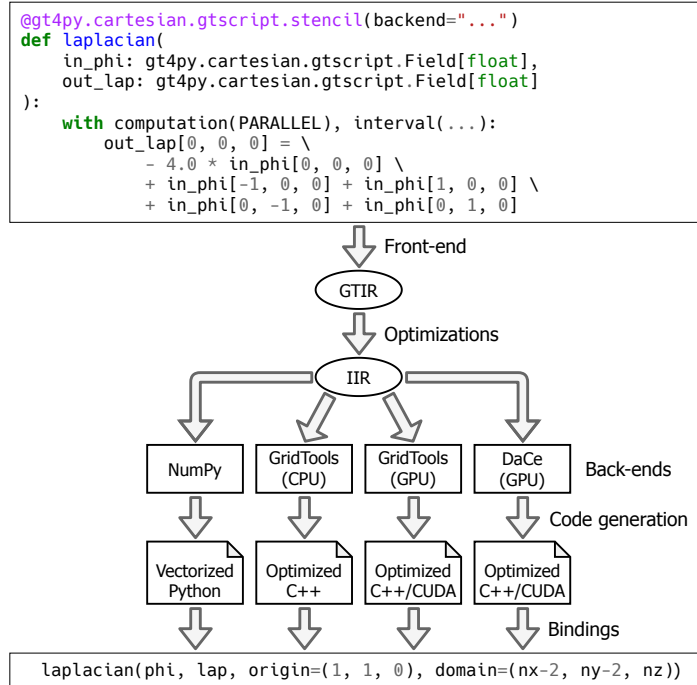 @gt4py.cartesian.gtscript.stencil(backend="...")
def laplacian(
    in_phi: gt4py.cartesian.gtscript.Field[float],
    out_lap: gt4py.cartesian.gtscript.Field[float]
):
    with computation(PARALLEL), interval(...):
        out_lap[0, 0, 0] = \
            - 4.0 * in_phi[0, 0, 0] \
            + in_phi[-1, 0, 0] + in_phi[1, 0, 0] \
            + in_phi[0, -1, 0] + in_phi[0, 1, 0]
Front-end
GTIR
Optimizations
IIR
NumPy
GridTools
(CPU)
GridTools
(GPU)
DaCe
(GPU)
Back-ends
Code generation
Vectorized
Python
Optimized
C++
Optimized
C++/CUDA
Optimized
C++/CUDA
Bindings
laplacian(phi, lap, origin=(1, 1, 0), domain=(nx-2, ny-2, nz))